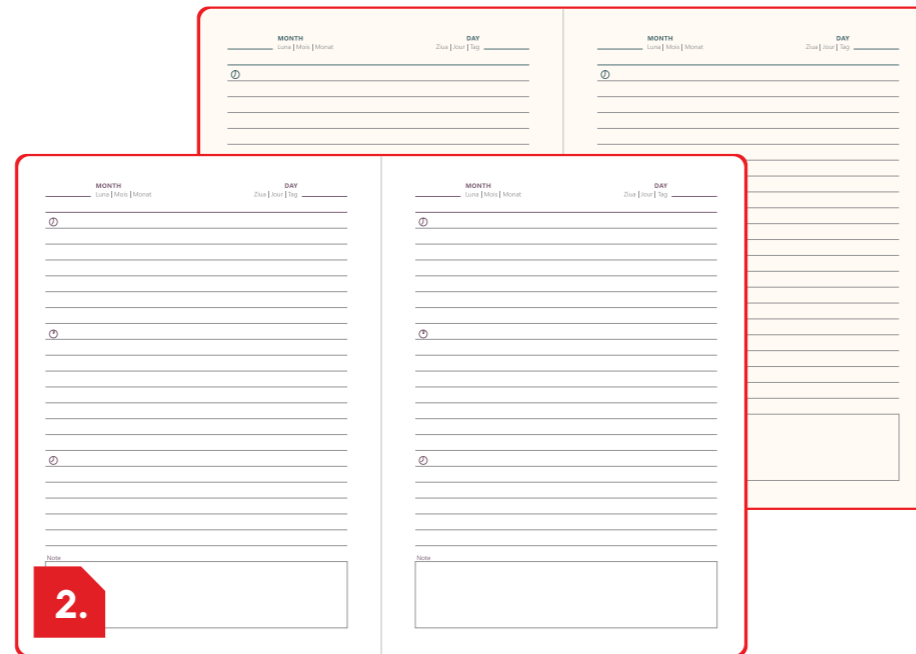 MONTH DAY MONTH DAY
Luna | Mois | Monat Ziua | Jour | Tag Luna | Mois | Monat Ziua | Jour | Tag
MONTH DAY MONTH DAY
Luna | Mois | Monat Ziua | Jour | Tag Luna | Mois | Monat Ziua | Jour | Tag
Note Note
2.